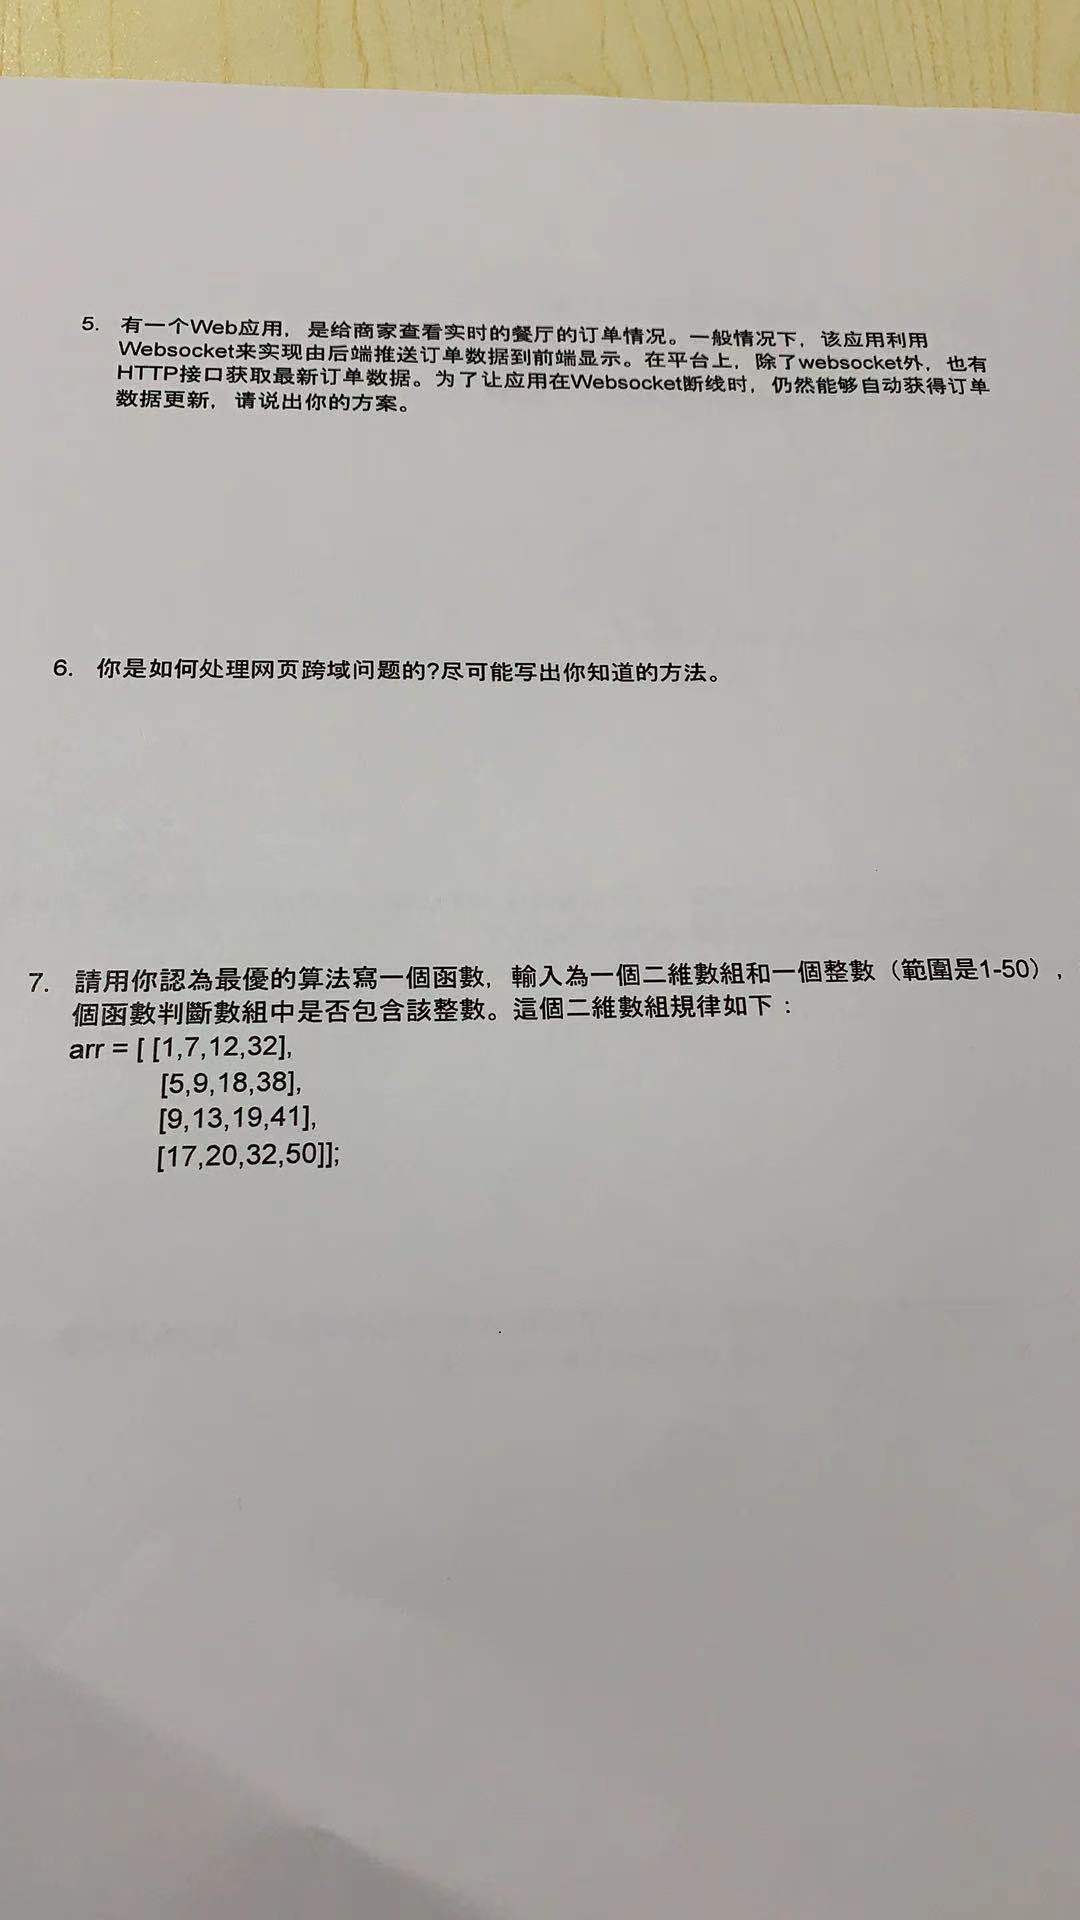 5. 有一个Web应用，是给商家查看实时的餐厅的订单情况。一般情况下，该应用利用
Websocket来实现由后端推送订单数据到前端显示。在平台上，除了websocket外，也有
HTTP接口获取最新订单数据。为了让应用在Websocket断线时，仍然能够自动获得订单
数据更新，请说出你的方案。
6. 你是如何处理网页跨域问题的?尽可能写出你知道的方法。
7. 請用你認為最優的算法寫一個函數，輸入為一個二維數組和一個整數（範圍是1-50），
個函數判斷數組中是否包含該整數。這個二維數組規律如下：
arr = [ [1,7,12,32],
[5,9,18,38],
[9,13,19,41],
[17,20,32,50]];